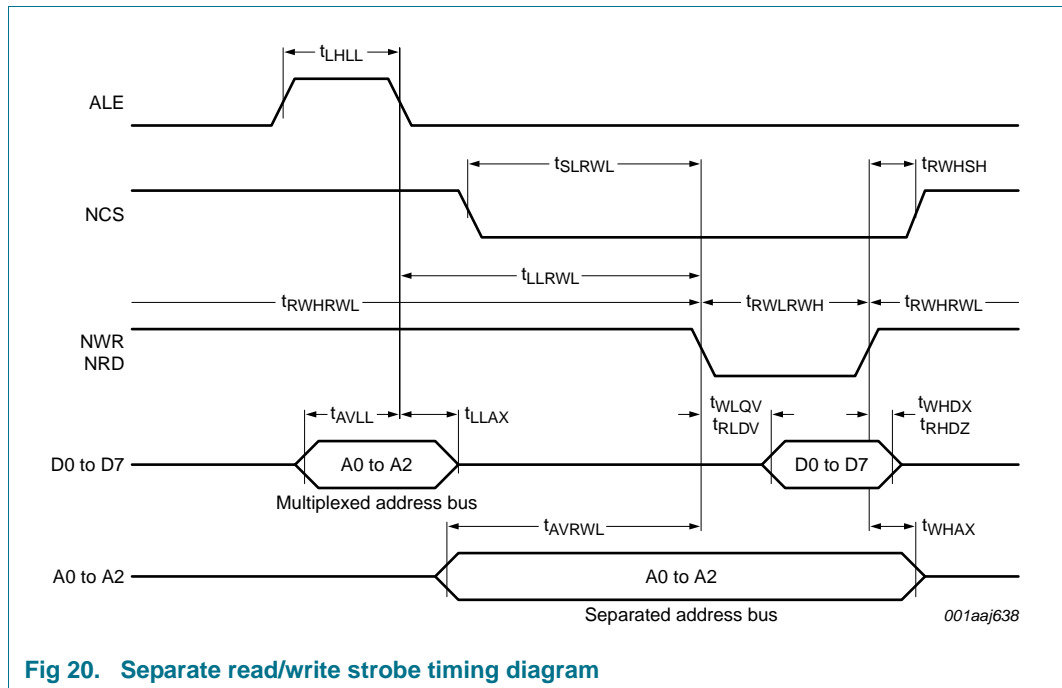 tLHLL
ALE
tSLRWL
tRWHSH
NCS
tLLRWL
tRWHRWL
tRWLRWH
tRWHRWL
NWR
NRD
tAVLL
tLLAX
tWLQV
tRLDV
tWHDX
tRHDZ
D0 to D7
A0 to A2
D0 to D7
Multiplexed address bus
tAVRWL
tWHAX
A0 to A2
A0 to A2
Separated address bus
001aaj638
Fig 20. Separate read/write strobe timing diagram